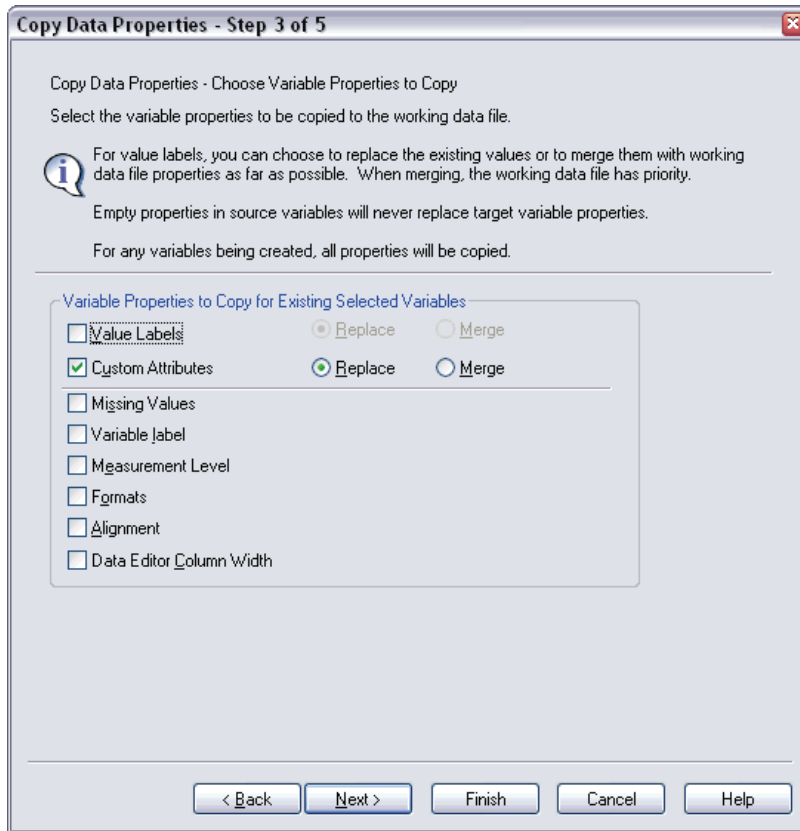 Copy Data Properties - Step 3 of 5
Copy Data Properties - Choose Variable Properties to Copy
Select the variable properties to be copied to the working data file.
For value labels, you can choose to replace the existing values or to merge them with working
data file properties as far as possible.  When merging, the working data file has priority.
Empty properties in source variables will never replace target variable properties.
For any variables being created, all properties will be copied.
Variable Properties to Copy for Existing Selected Variables
Value Labels Replace Merge
Custom Attributes Replace Merge
Missing Values
Variable label
Measurement Level
Formats
Alignment
Data Editor Column Width
< Back Next > Finish Cancel Help